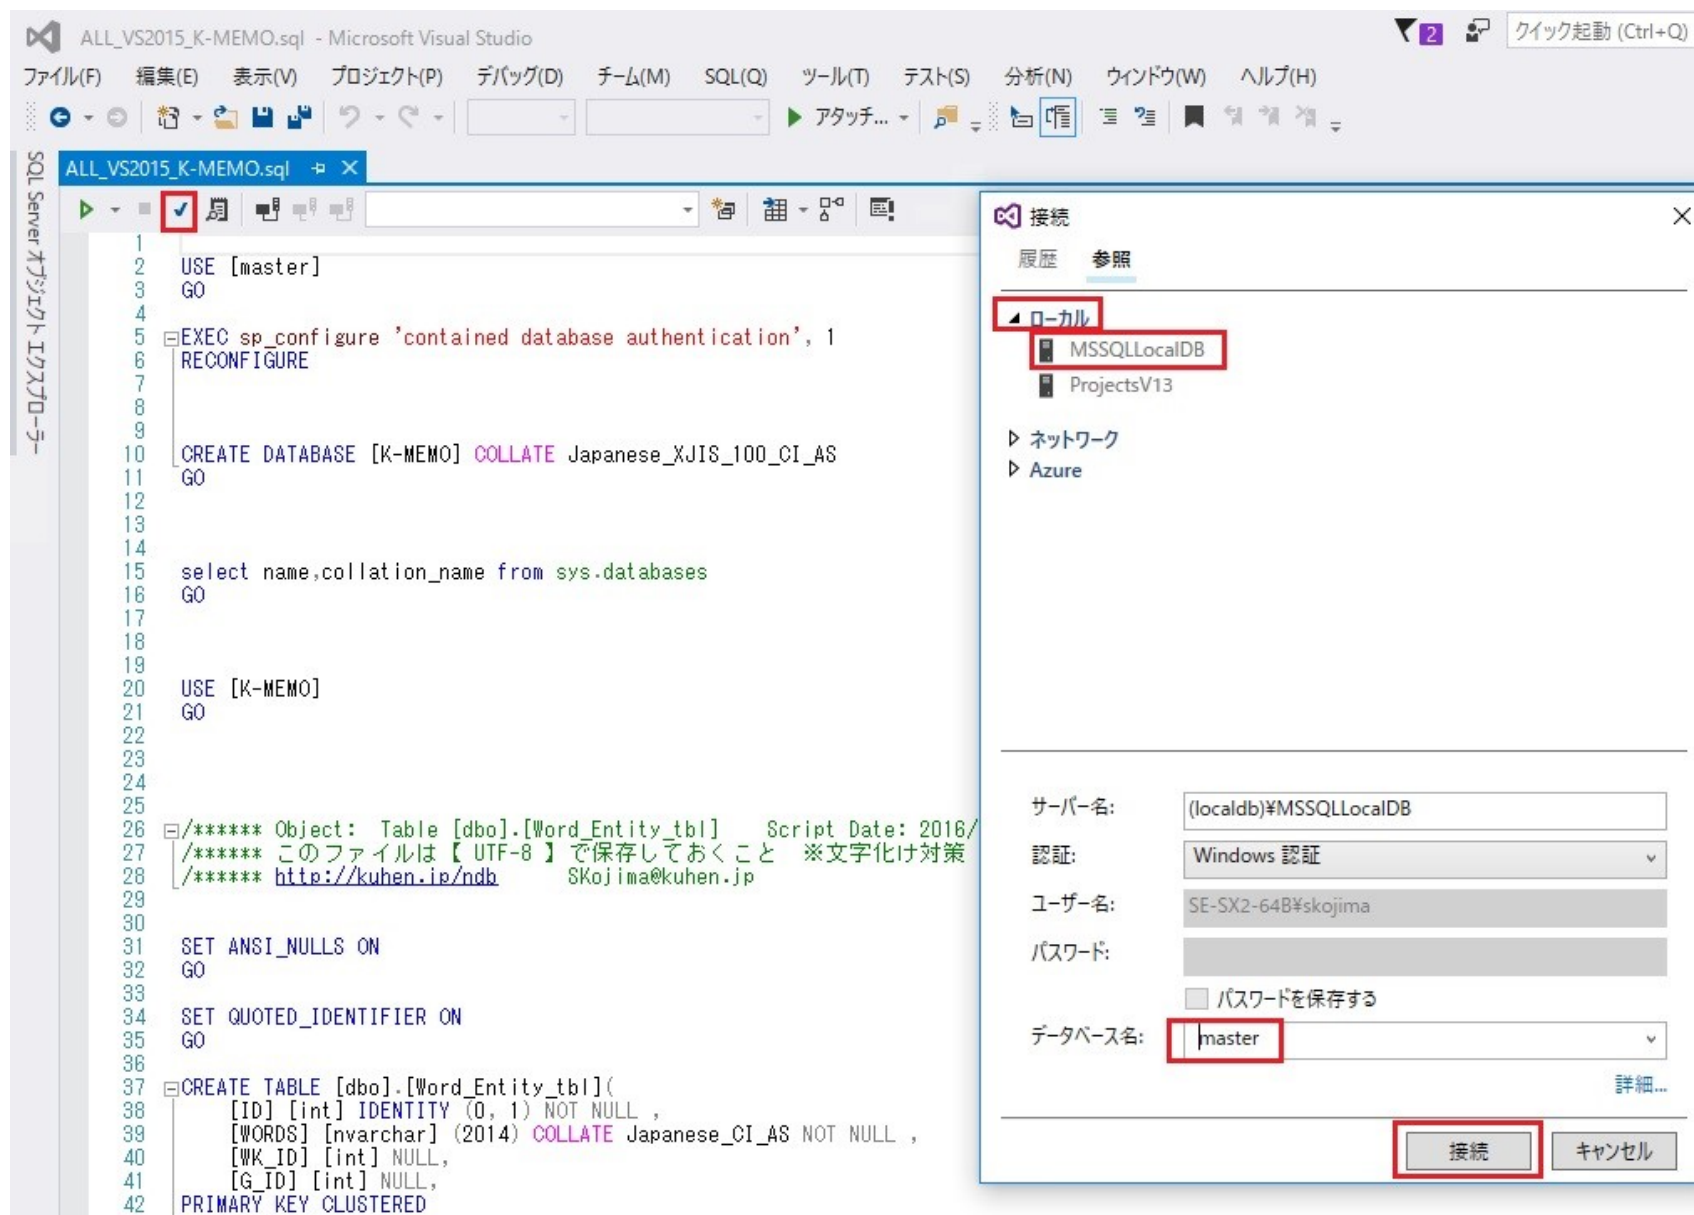 ALL_VS2015_K-MEMO.sql - Microsoft Visual Studio
2
クイック起動 (Ctrl+Q)
ファイル(F) 編集(E) 表示(V) プロジェクト(P) デバッグ(D) チーム(M) SQL(Q) ツール(T) テスト(S) 分析(N) ウィンドウ(W) ヘルプ(H)
アタッチ...
SQL Server オブジェクト エクスプローラー
ALL_VS2015_K-MEMO.sql
1
2 USE [master]
3 GO
4
5 EXEC sp_configure 'contained database authentication', 1
6 RECONFIGURE
7
8
9
10 CREATE DATABASE [K-MEMO] COLLATE Japanese_XJIS_100_CI_AS
11 GO
12
13
14
15 select name,collation_name from sys.databases
16 GO
17
18
19
20 USE [K-MEMO]
21 GO
22
23
24
25
26 /****** Object: Table [dbo].[Word_Entity_tbl] Script Date: 2016/
27 /****** このファイルは【 UTF-8 】で保存しておくこと ※文字化け対策
28 /****** http://kuhen.jp/ndb SKojima@kuhen.jp
29
30
31 SET ANSI_NULLS ON
32 GO
33
34 SET QUOTED_IDENTIFIER ON
35 GO
36
37 CREATE TABLE [dbo].[Word_Entity_tbl](
38 [ID] [int] IDENTITY (0, 1) NOT NULL ,
39 [WORDS] [nvarchar] (2014) COLLATE Japanese_CI_AS NOT NULL ,
40 [WK_ID] [int] NULL,
41 [G_ID] [int] NULL,
42 PRIMARY KEY CLUSTERED
接続
履歴 参照
ローカル
MSSQLLocalDB
ProjectsV13
ネットワーク
Azure
サーバー名: (localdb)¥MSSQLLocalDB
認証: Windows 認証
ユーザー名: SE-SX2-64B¥skojima
パスワード:
パスワードを保存する
データベース名: master
詳細...
接続 キャンセル